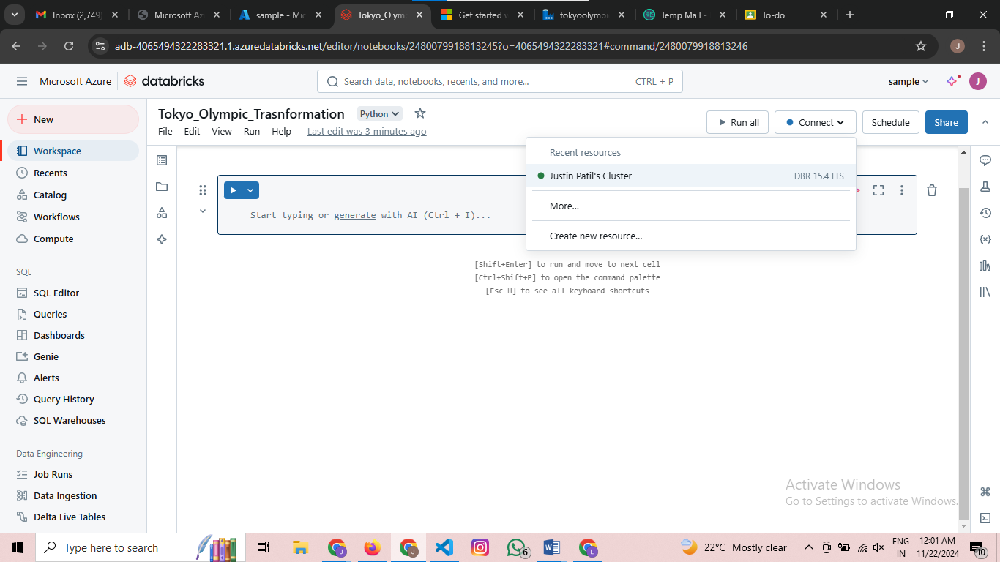 Inbox (2,749)
Microsoft Az
sample - Mic
Tokyo_Olymp
Get started w
tokyoolympi
Temp Mail -
To-do
adb-4065494322283321.1.azuredatabricks.net/editor/notebooks/2480079918813245?o=4065494322283321#command/2480079918813246
J
Microsoft Azure
databricks
Search data, notebooks, recents, and more...
CTRL + P
sample
J
New
Workspace
Recents
Catalog
Workflows
Compute
SQL
SQL Editor
Queries
Dashboards
Genie
Alerts
Query History
SQL Warehouses
Data Engineering
Job Runs
Data Ingestion
Delta Live Tables
Tokyo_Olympic_Trasnformation
Python
File Edit View Run Help Last edit was 3 minutes ago
Run all
Connect
Schedule
Share
Recent resources
Justin Patil's Cluster
DBR 15.4 LTS
More...
Create new resource...
Start typing or generate with AI (Ctrl + I)...
[Shift+Enter] to run and move to next cell
[Ctrl+Shift+P] to open the command palette
[Esc H] to see all keyboard shortcuts
Activate Windows
Go to Settings to activate Windows.
Type here to search
J
J
6
L
22°C Mostly clear
ENG
IN
12:01 AM
11/22/2024
10